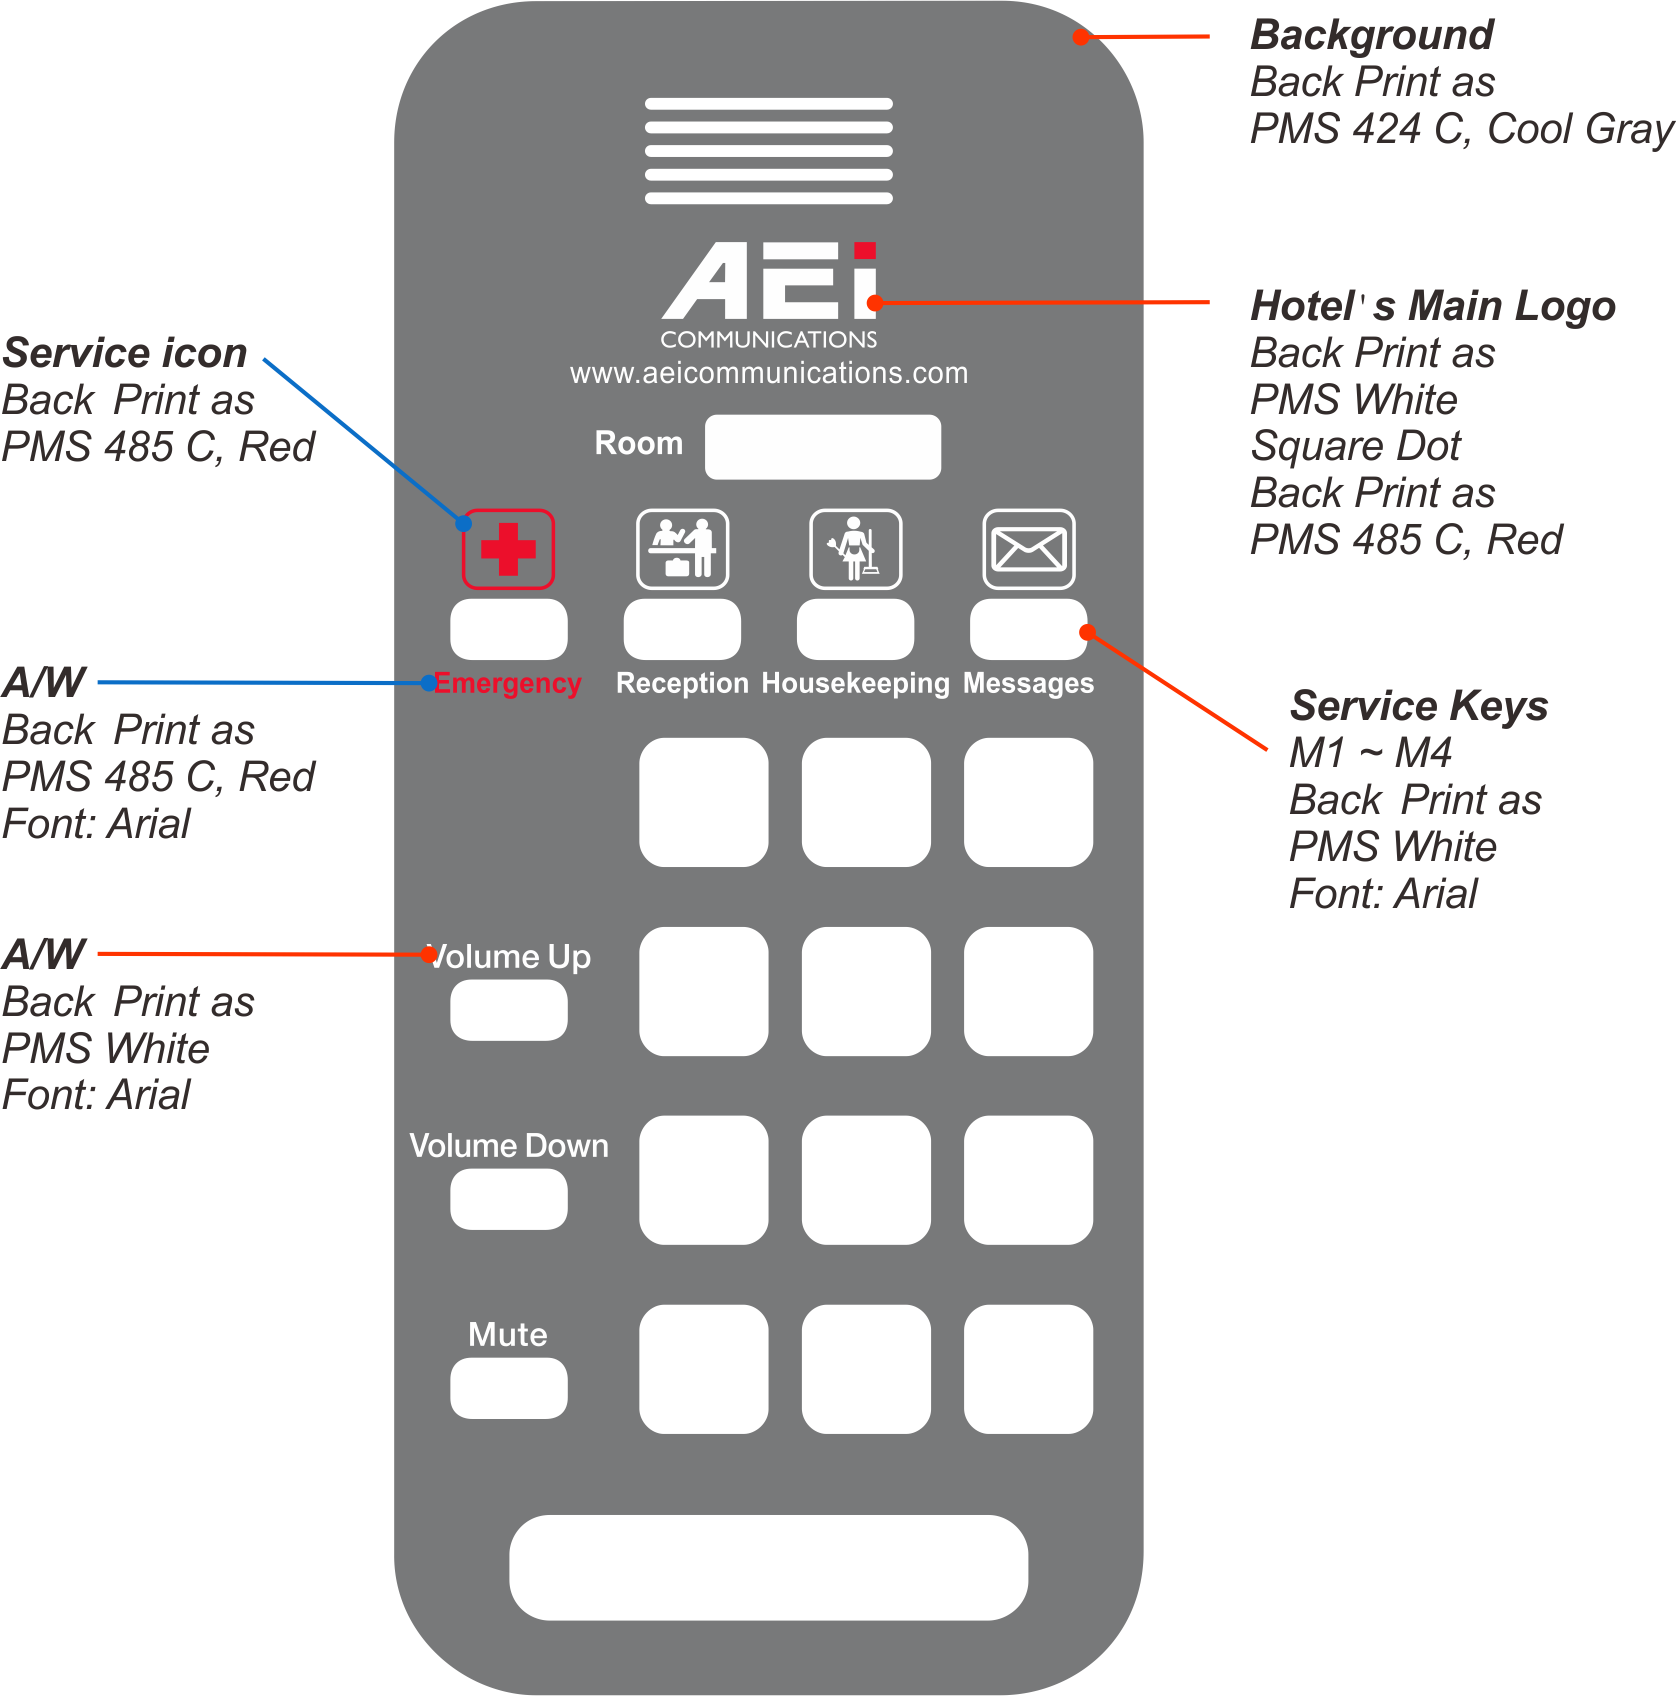 Background
Back Print as
PMS 424 C, Cool Gray
AEi
COMMUNICATIONS
www.aeicommunications.com
Hotel's Main Logo
Back Print as
PMS White
Square Dot
Back Print as
PMS 485 C, Red
Service icon
Back Print as
PMS 485 C, Red
Room
Emergency Reception Housekeeping Messages
A/W
Back Print as
PMS 485 C, Red
Font: Arial
Service Keys
M1 ~ M4
Back Print as
PMS White
Font: Arial
A/W
Back Print as
PMS White
Font: Arial
Volume Up
Volume Down
Mute